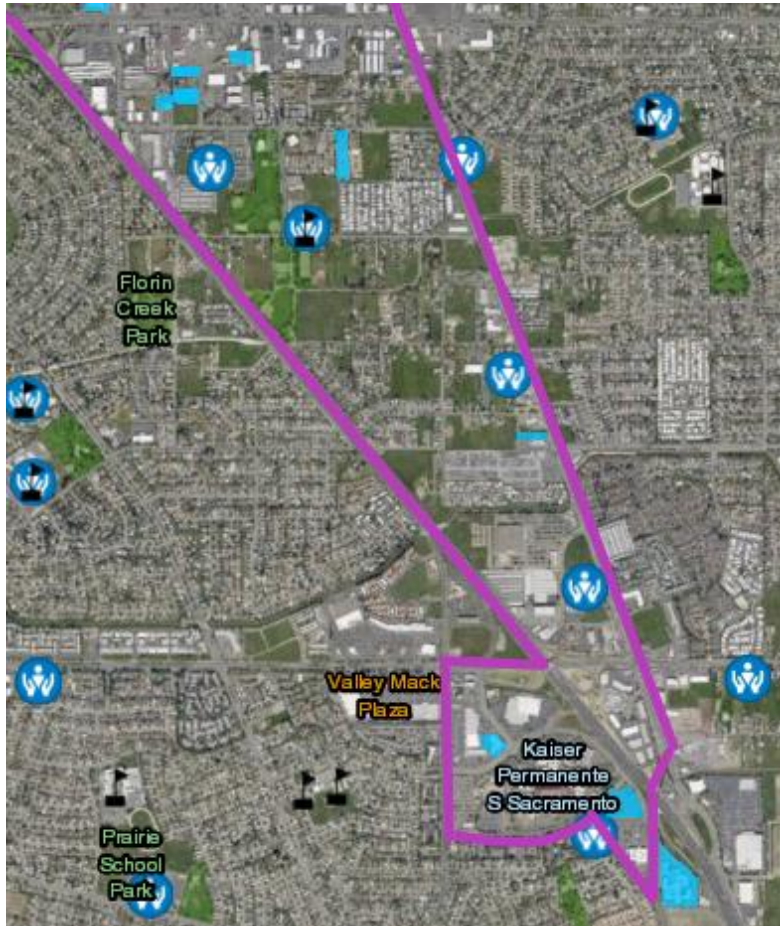 Florin
Creek
Park
Valley Mack
Plaza
Kaiser
Permanente
S Sacramento
Prairie
School
Park